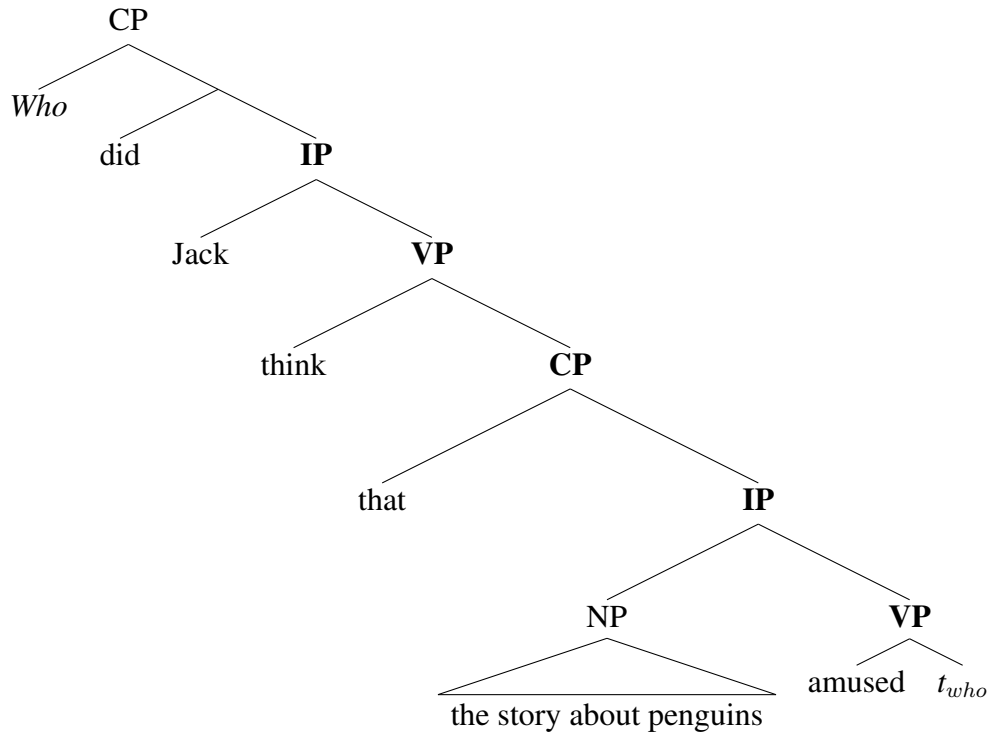 CP
Who
did
IP
Jack
VP
think
CP
that
IP
NP
VP
the story about penguins
amused
t_who